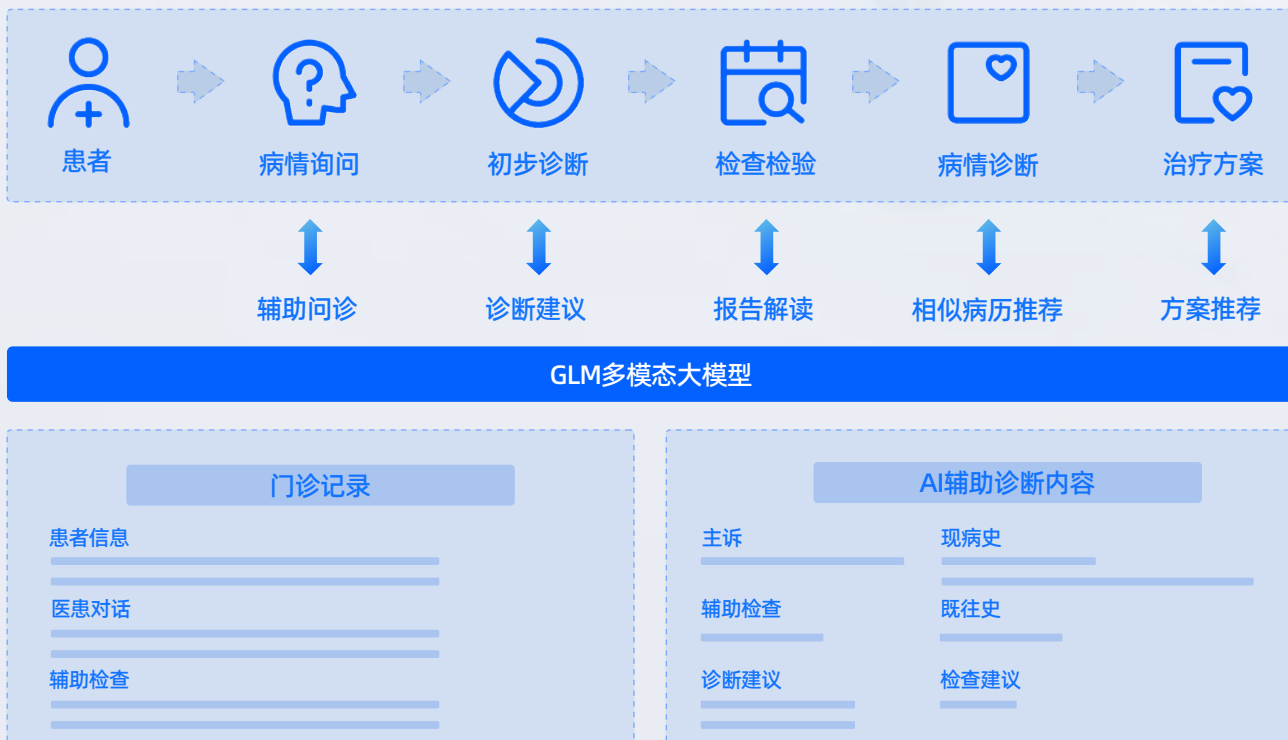 患者
病情询问
初步诊断
检查检验
病情诊断
治疗方案
辅助问诊
诊断建议
报告解读
相似病历推荐
方案推荐
GLM多模态大模型
门诊记录
患者信息
医患对话
辅助检查
AI辅助诊断内容
主诉
现病史
辅助检查
既往史
诊断建议
检查建议